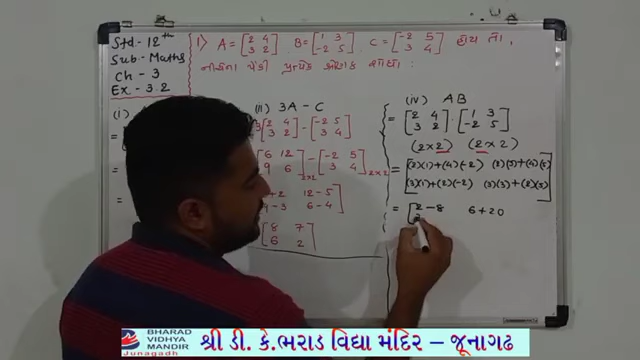 Std-12th
Sub-Maths
Ch-3
Ex-3.2
1) A = [2 4 , B = [1 3 , C = [-2 5 હોય તો,
3 2] -2 5] 3 4]
નીચેના પૈકી પ્રત્યેક
(i)
(ii) 3A - C
3[2 4 - [-2 5
3 2] 3 4]
[6 12 - [-2 5
9 6]2×2 3 4]2×2
+2 12-5
-3 6-4]
[8 7
6 2]
(iv) AB
= [2 4 · [1 3
3 2] -2 5]
(2×2) (2×2)
= [(2)(1)+(4)(-2) (2)(3)+(4)(5)
(3)(1)+(2)(-2) (3)(3)+(2)(5)]
= [2-8 6+20
BHARAD
VIDHYA
MANDIR
Junagadh
શ્રી ડી. કે.ભરાડ વિદ્યા મંદિર – જૂનાગઢ